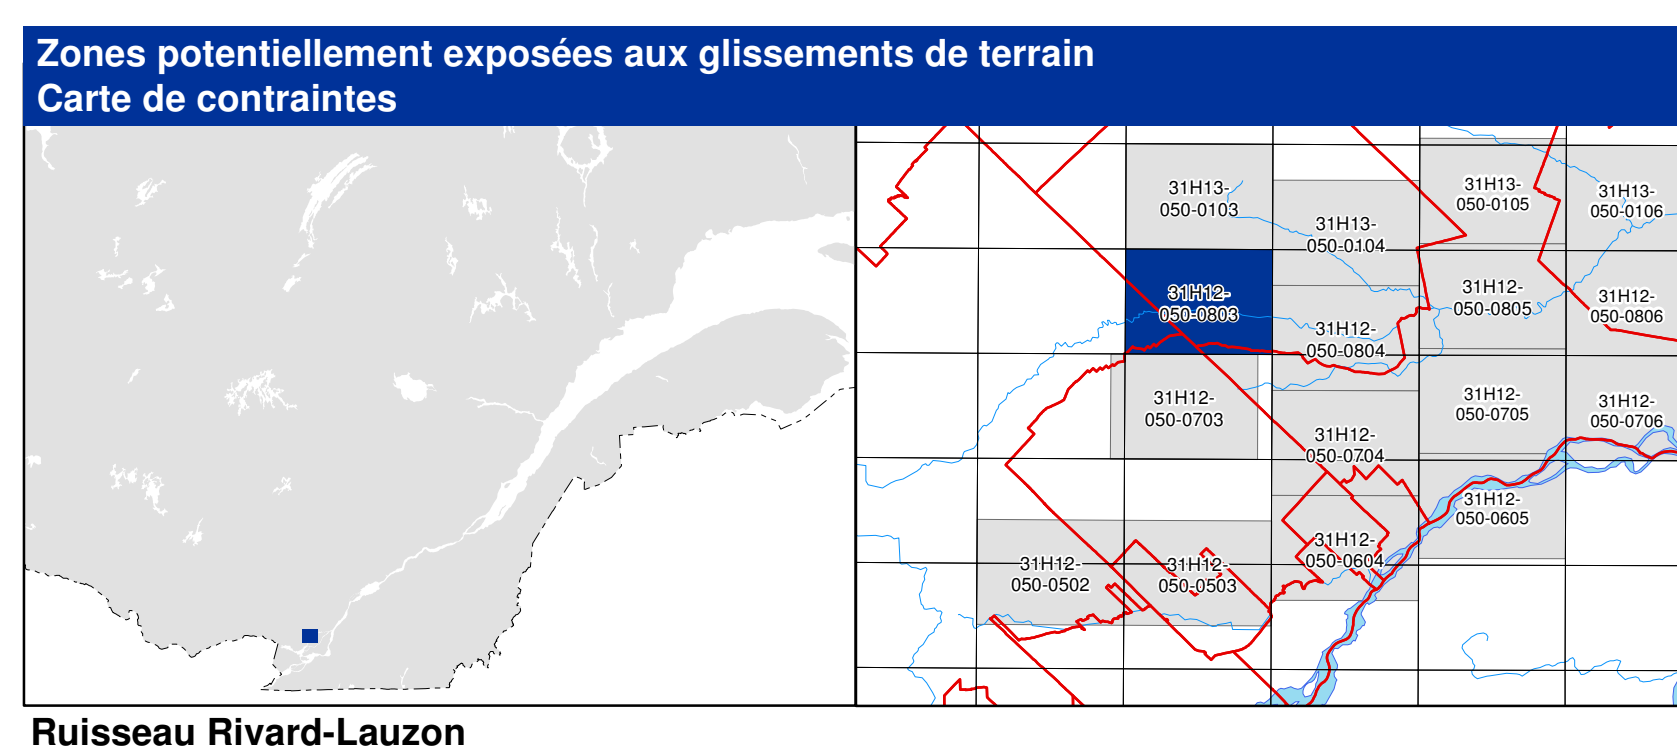 Zones potentiellement exposées aux glissements de terrain
Carte de contraintes
31H13-
050-0103
31H13-
050-0104
31H13-
050-0105
31H13-
050-0106
31H12-
050-0803
31H12-
050-0804
31H12-
050-0805
31H12-
050-0806
31H12-
050-0703
31H12-
050-0704
31H12-
050-0705
31H12-
050-0706
31H12-
050-0502
31H12-
050-0503
31H12-
050-0604
31H12-
050-0605
Ruisseau Rivard-Lauzon